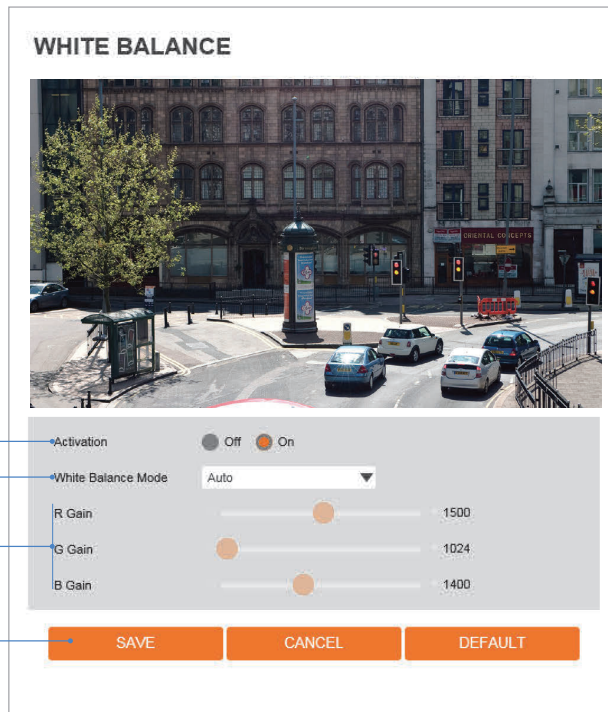 WHITE BALANCE
ORIENTAL CONCEPTS
Activation Off On
White Balance Mode Auto
R Gain 1500
G Gain 1024
B Gain 1400
SAVE CANCEL DEFAULT